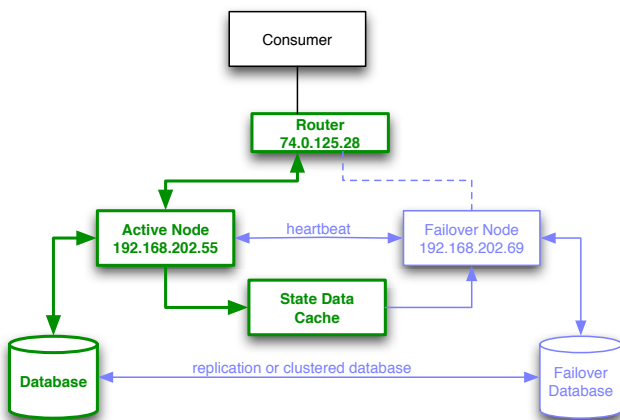 Consumer
Router
74.0.125.28
Active Node
192.168.202.55
heartbeat
Failover Node
192.168.202.69
State Data
Cache
replication or clustered database
Database
Failover
Database